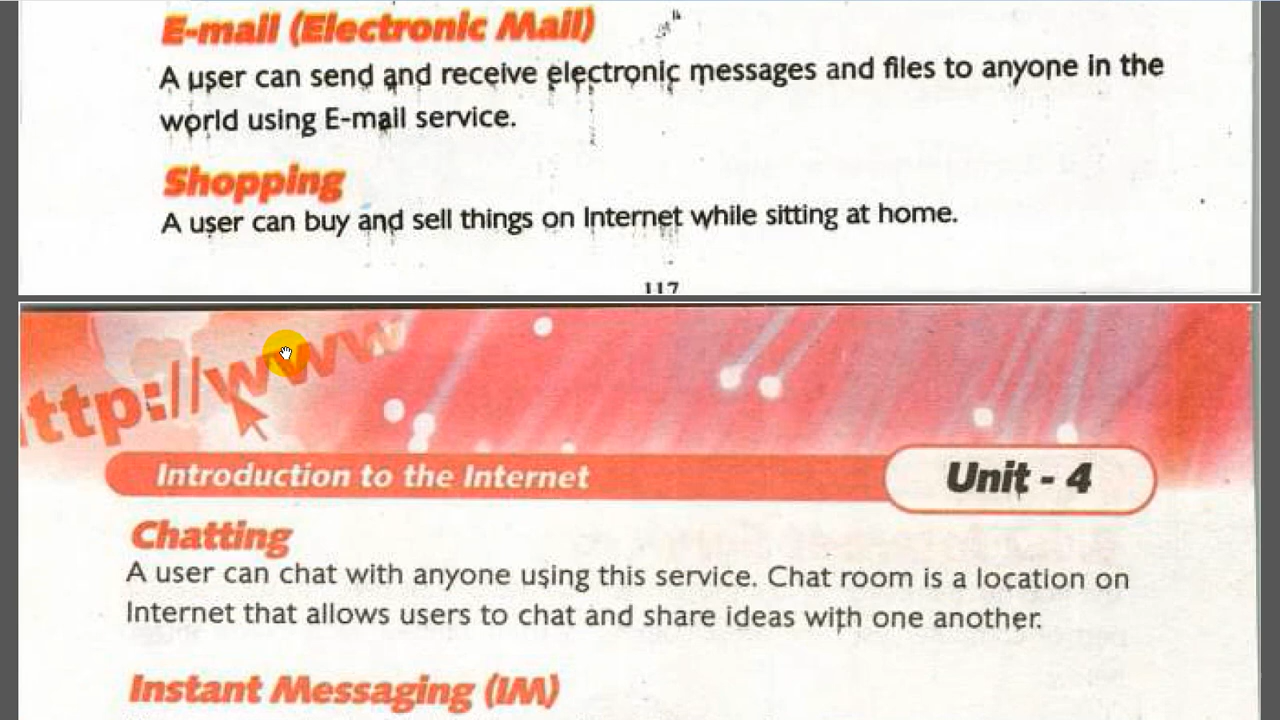 E-mail (Electronic Mail)
A user can send and receive electronic messages and files to anyone in the
world using E-mail service.
Shopping
A user can buy and sell things on Internet while sitting at home.
117
ttp://www
Introduction to the Internet
Unit - 4
Chatting
A user can chat with anyone using this service. Chat room is a location on
Internet that allows users to chat and share ideas with one another.
Instant Messaging (IM)